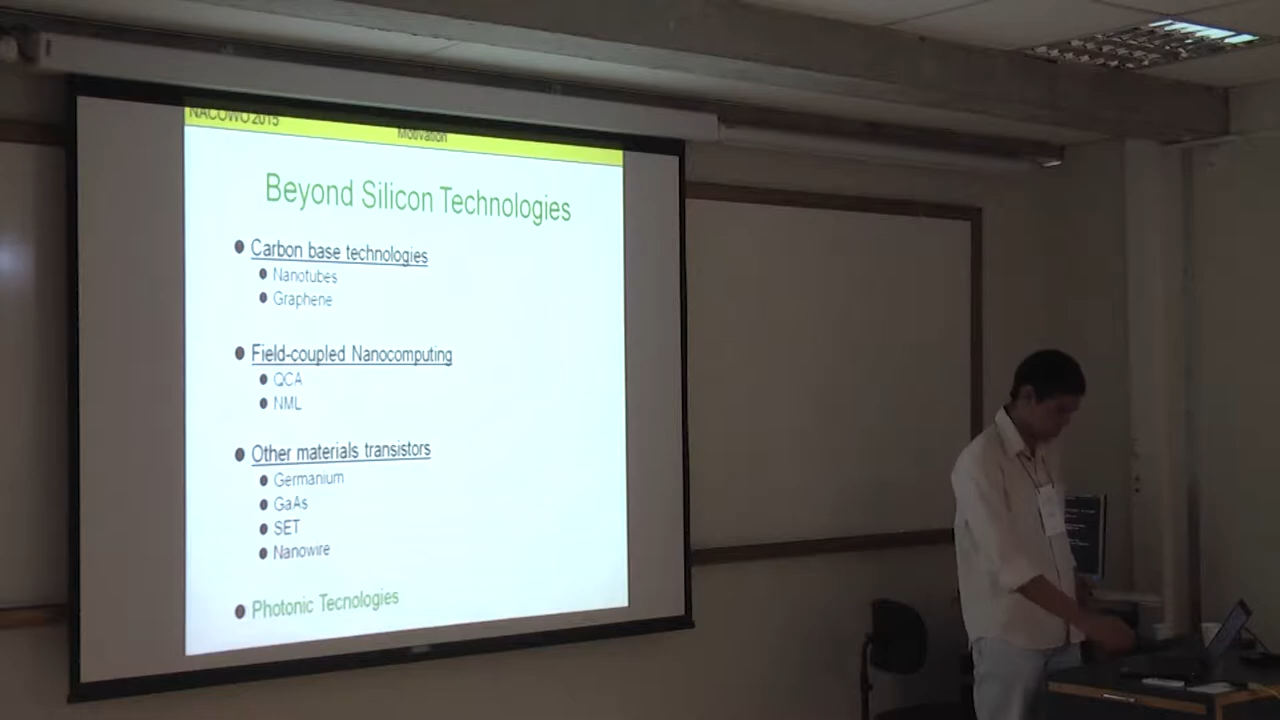 NACOWO 2015
Motivation
Beyond Silicon Technologies
Carbon base technologies
Nanotubes
Graphene
Field-coupled Nanocomputing
QCA
NML
Other materials transistors
Germanium
GaAs
SET
Nanowire
Photonic Tecnologies